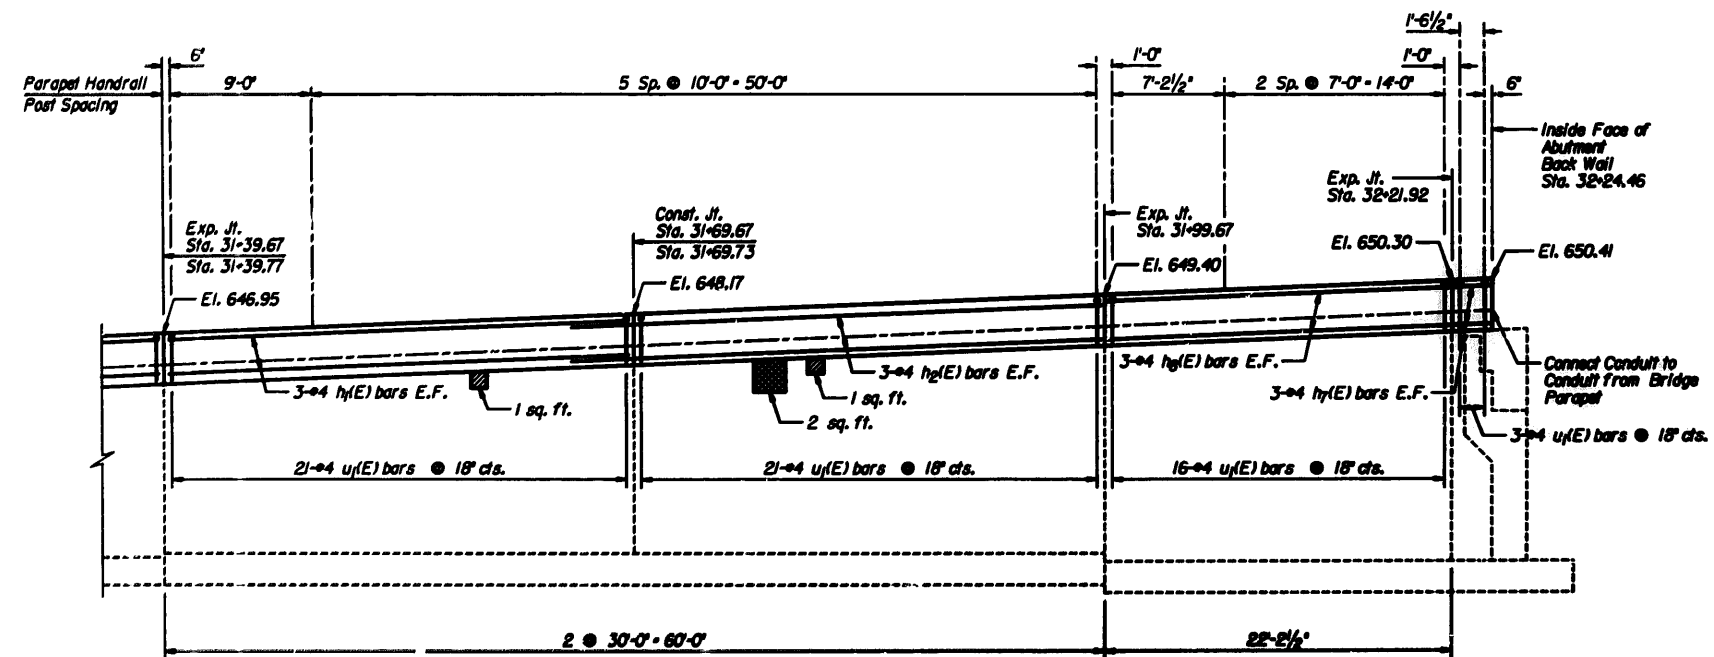 1'-6½"
6"
1'-0"
1'-0"
Parapet Handrail
Post Spacing
9'-0"
5 Sp. @ 10'-0" = 50'-0"
7'-2½"
2 Sp. @ 7'-0" = 14'-0"
6"
Inside Face of
Abutment
Back Wall
Sta. 32+24.46
Exp. Jt.
Sta. 32+21.92
Exp. Jt.
Sta. 31+39.67
Sta. 31+39.77
Const. Jt.
Sta. 31+69.67
Sta. 31+69.73
Exp. Jt.
Sta. 31+99.67
El. 650.30
El. 650.41
El. 649.40
El. 648.17
El. 646.95
3-#4 h1(E) bars E.F.
3-#4 h2(E) bars E.F.
3-#4 h6(E) bars E.F.
3-#4 h7(E) bars E.F.
Connect Conduit to
Conduit from Bridge
Parapet
1 sq. ft.
1 sq. ft.
2 sq. ft.
3-#4 u1(E) bars @ 18" cts.
21-#4 u1(E) bars @ 18" cts.
21-#4 u1(E) bars @ 18" cts.
16-#4 u1(E) bars @ 18" cts.
2 @ 30'-0" = 60'-0"
22'-2½"